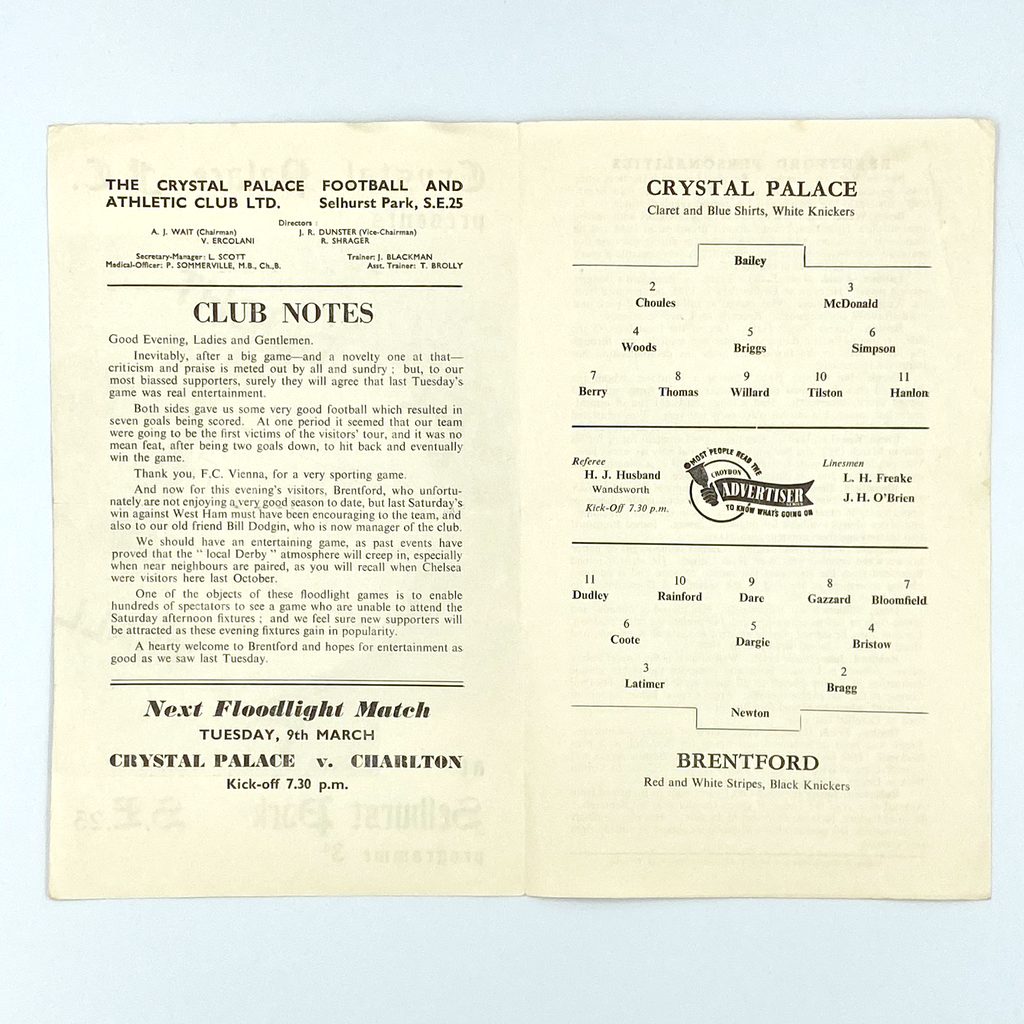 THE CRYSTAL PALACE FOOTBALL AND
ATHLETIC CLUB LTD. Selhurst Park, S.E.25
Directors :
A. J. WAIT (Chairman) J. R. DUNSTER (Vice-Chairman)
V. ERCOLANI R. SHRAGER
Secretary-Manager: L. SCOTT Trainer: J. BLACKMAN
Medical-Officer: P. SOMMERVILLE, M.B., Ch.,B. Asst. Trainer: T. BROLLY
CLUB NOTES
Good Evening, Ladies and Gentlemen.
Inevitably, after a big game—and a novelty one at that—
criticism and praise is meted out by all and sundry ; but, to our
most biassed supporters, surely they will agree that last Tuesday's
game was real entertainment.
Both sides gave us some very good football which resulted in
seven goals being scored. At one period it seemed that our team
were going to be the first victims of the visitors' tour, and it was no
mean feat, after being two goals down, to hit back and eventually
win the game.
Thank you, F.C. Vienna, for a very sporting game.
And now for this evening's visitors, Brentford, who unfortu-
nately are not enjoying a very good season to date, but last Saturday's
win against West Ham must have been encouraging to the team, and
also to our old friend Bill Dodgin, who is now manager of the club.
We should have an entertaining game, as past events have
proved that the " local Derby " atmosphere will creep in, especially
when near neighbours are paired, as you will recall when Chelsea
were visitors here last October.
One of the objects of these floodlight games is to enable
hundreds of spectators to see a game who are unable to attend the
Saturday afternoon fixtures ; and we feel sure new supporters will
be attracted as these evening fixtures gain in popularity.
A hearty welcome to Brentford and hopes for entertainment as
good as we saw last Tuesday.
Next Floodlight Match
TUESDAY, 9th MARCH
CRYSTAL PALACE v. CHARLTON
Kick-off 7.30 p.m.
CRYSTAL PALACE
Claret and Blue Shirts, White Knickers
Bailey
2 3
Choules McDonald
4 5 6
Woods Briggs Simpson
7 8 9 10 11
Berry Thomas Willard Tilston Hanlon
Referee
H. J. Husband
Wandsworth
Kick-Off 7.30 p.m.
MOST PEOPLE READ THE
CROYDON
ADVERTISER
TO KNOW WHAT'S GOING ON
Linesmen
L. H. Frenke
J. H. O'Brien
11 10 9 8 7
Dudley Rainford Dare Gazzard Bloomfield
6 5 4
Coote Dargie Bristow
3 2
Latimer Bragg
Newton
BRENTFORD
Red and White Stripes, Black Knickers